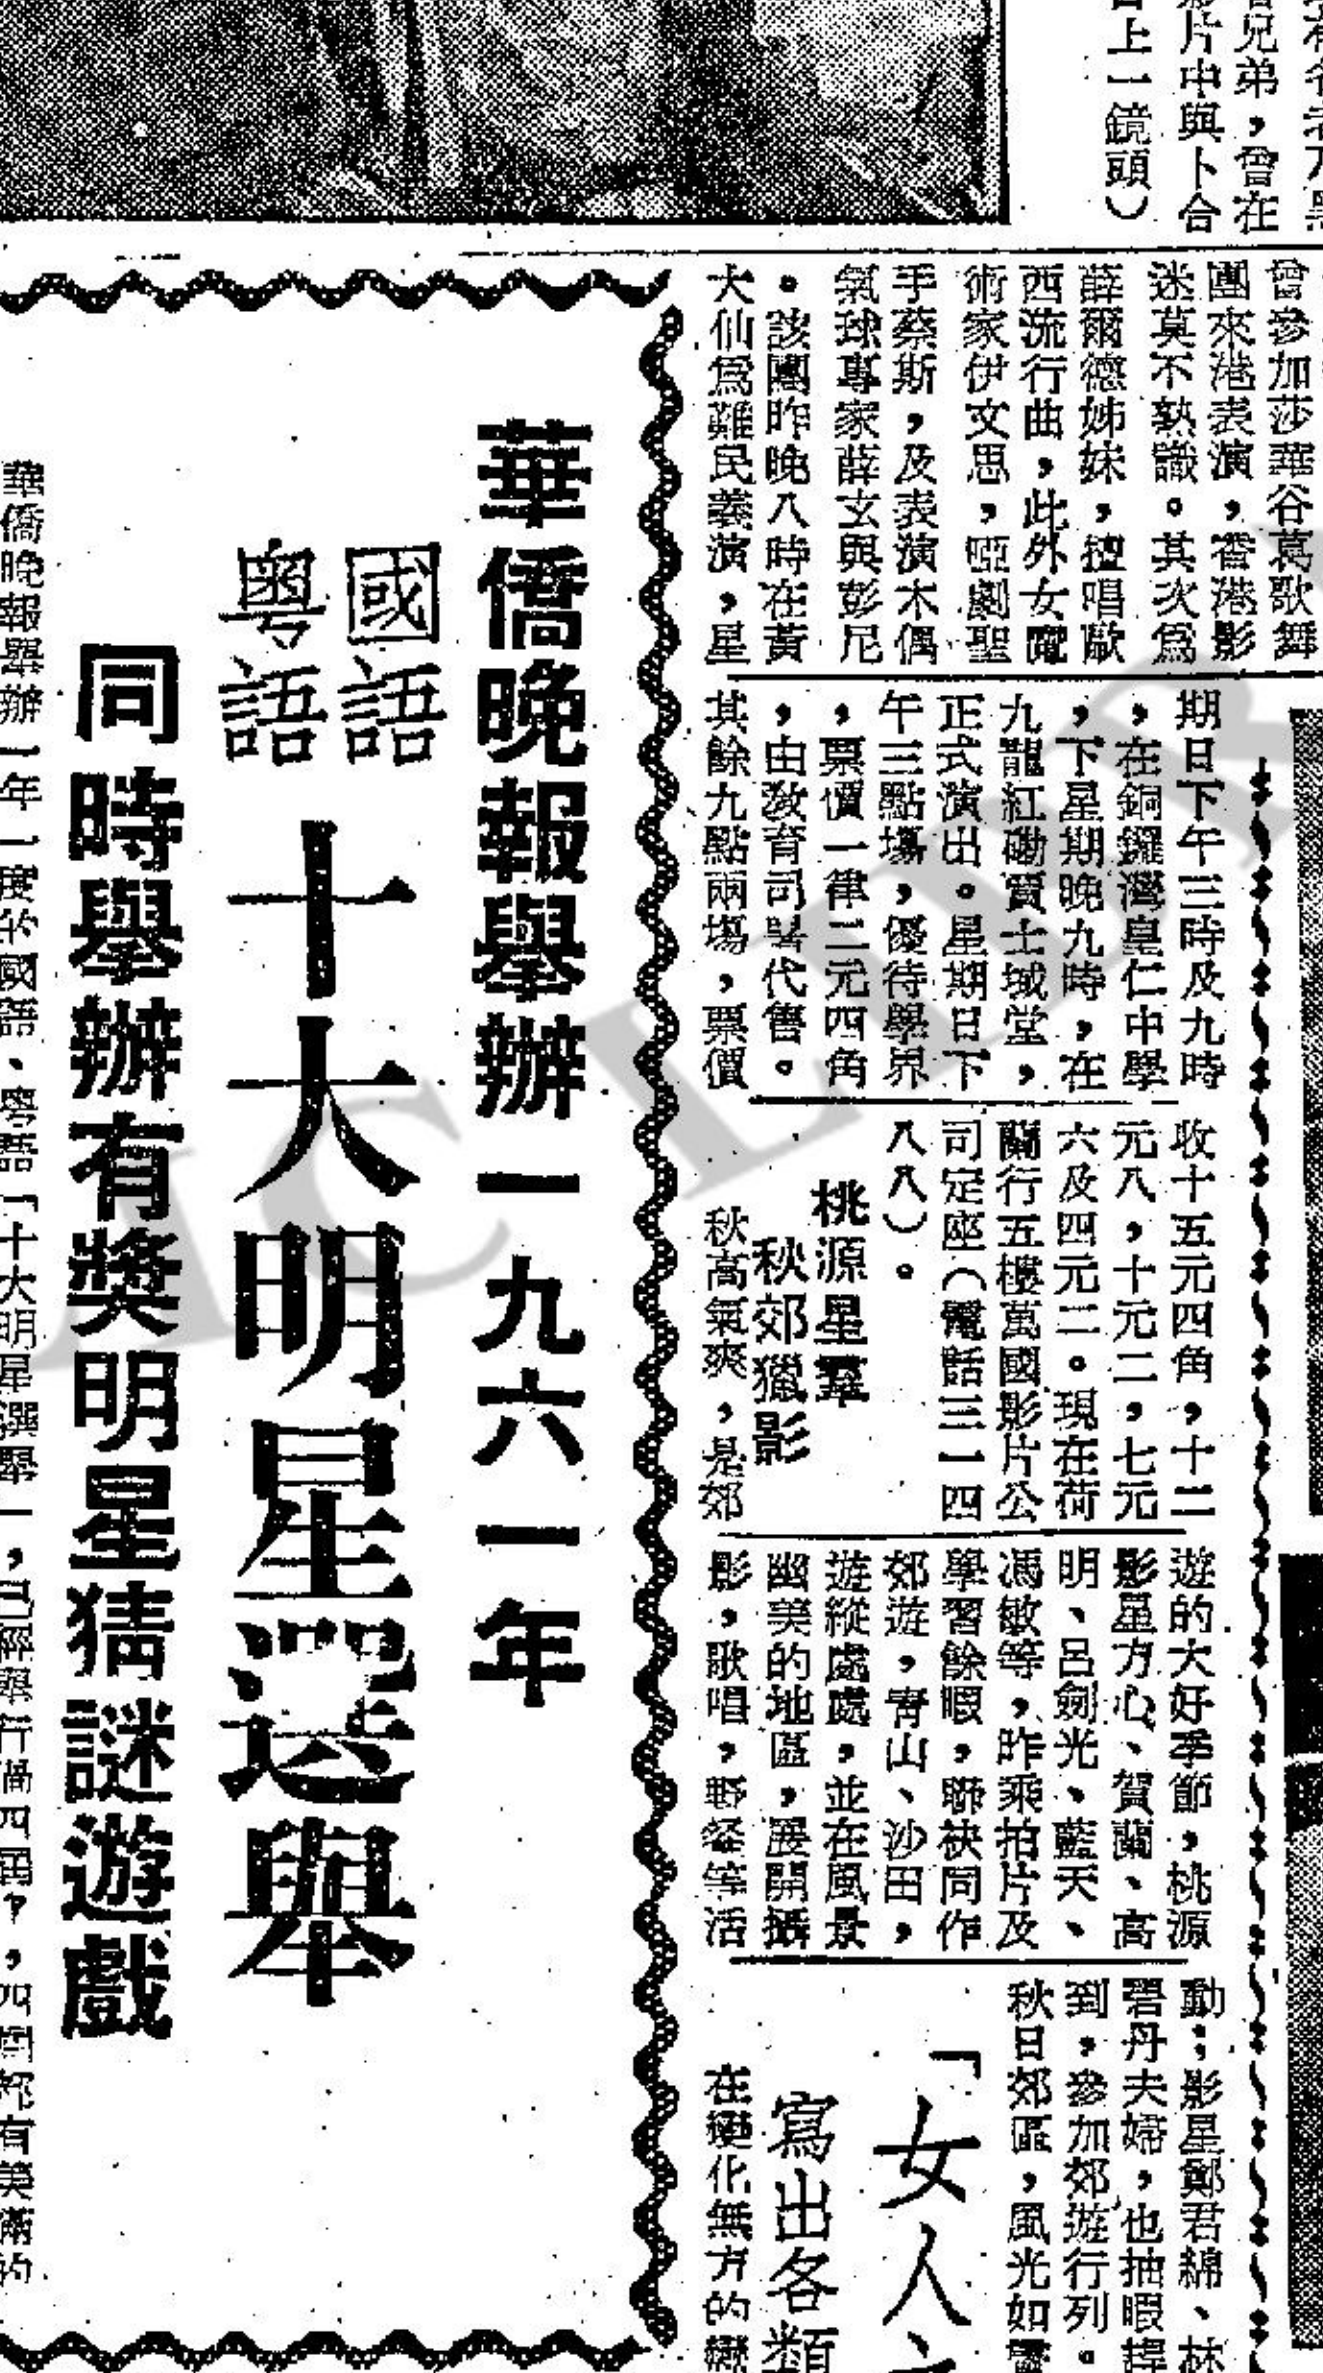 兄弟，曾在
影片中與卜合
台上一鏡頭）
曾參加莎華谷葛歌舞
團來港表演，香港影
迷莫不熟識。其次爲
薛爾德姊妹，擅唱歐
西流行曲，此外女魔
術家伊文思，啞劇聖
手蔡斯，及表演木偶
氣球專家薛玄與彭尼
。該團昨晚八時在黃
大仙爲難民義演，星
期日下午三時及九時
，在銅鑼灣皇仁中學
，下星期晚九時，在
九龍紅磡賈士域堂，
正式演出。星期日下
午三點塲，優待學界
，票價一律二元四角
，由敎育司署代售。
其餘九點兩塲，票價
收十五元四角，十二
元八，十元二，七元
六及四元二。現在荷
蘭行五樓萬國影片公
司定座（電話三一四
八八）。
桃源星羣
秋郊獵影
秋高氣爽，是郊
遊的大好季節，桃源
影星方心、賀蘭、高
明、呂劍光、藍天、
馮敏等，昨乘拍片及
學習餘暇，聯袂同作
郊遊，青山、沙田，
遊縱處處，並在風景
幽美的地區，展開攝
影，歌唱，野餐等活
動；影星鄭君綿、林
碧丹夫婦，也抽暇趕
到，參加郊遊行列。
秋日郊區，風光如畫
「女人
寫出各類
在變化無方的
華僑晚報舉辦一九六一年
國語
粵語
十大明星選舉
同時舉辦有獎明星猜謎遊戲
華僑晚報舉辦一年一度的國語、粵語「十大明星選舉」，已經舉行過四屆，四屆都有美滿的